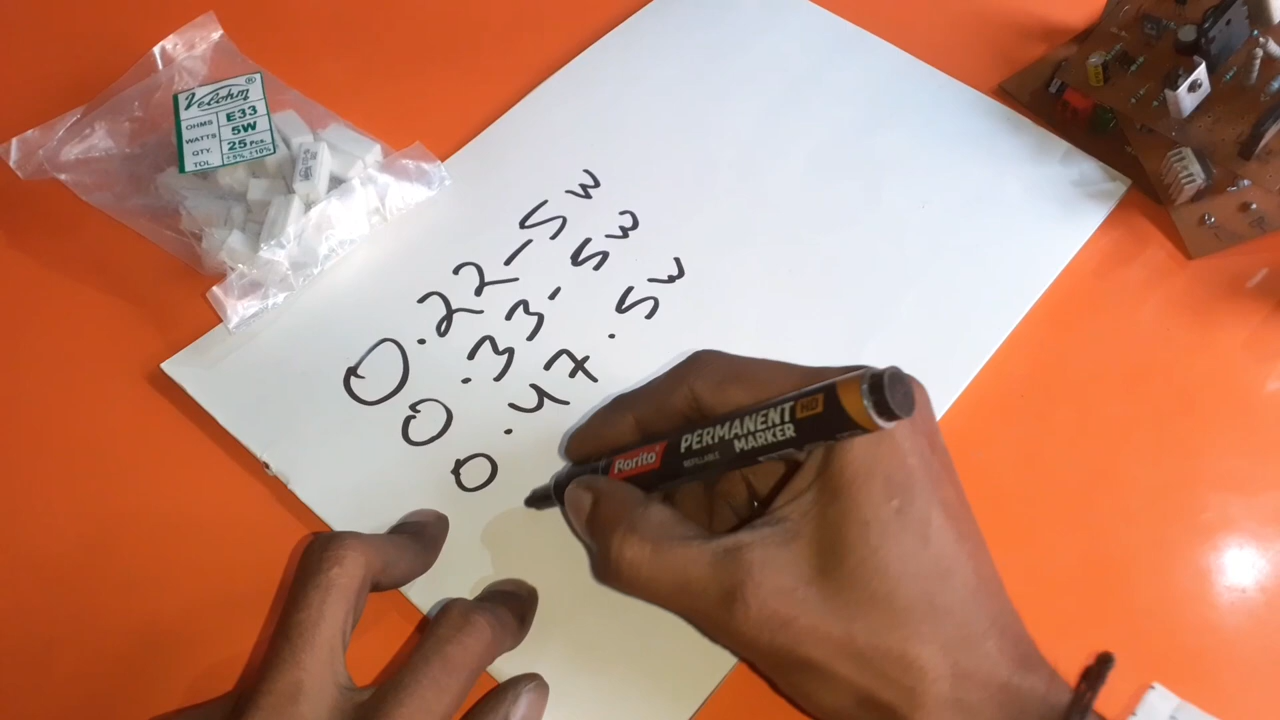 Velohm ®
OHMS E33
WATTS 5W
QTY. 25 Pcs.
TOL. ±5%, ±10%
0.22-5w
0.33-5w
0.47.5w
Rorito PERMANENT HD
REFILLABLE MARKER